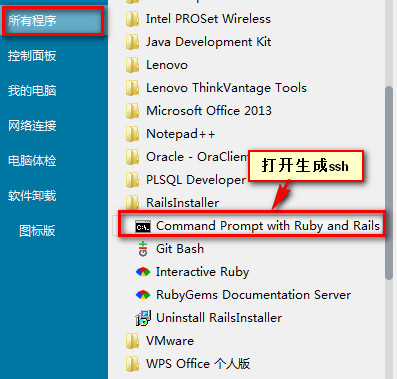 所有程序
控制面板
我的电脑
网络连接
电脑体检
软件卸载
图标版
Intel PROSet Wireless
Java Development Kit
Lenovo
Lenovo ThinkVantage Tools
Microsoft Office 2013
Notepad++
Oracle - OraClien
打开生成ssh
PLSQL Developer
RailsInstaller
Command Prompt with Ruby and Rails
Git Bash
Interactive Ruby
RubyGems Documentation Server
Uninstall RailsInstaller
VMware
WPS Office 个人版